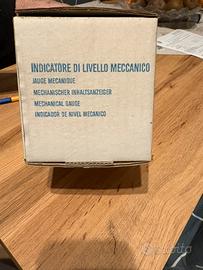 INDICATORE DI LIVELLO MECCANICO
JAUGE MECANIQUE
MECHANISCHER INHALTSANZEIGER
MECHANICAL GAUGE
INDICADOR DE NIVEL MECANICO